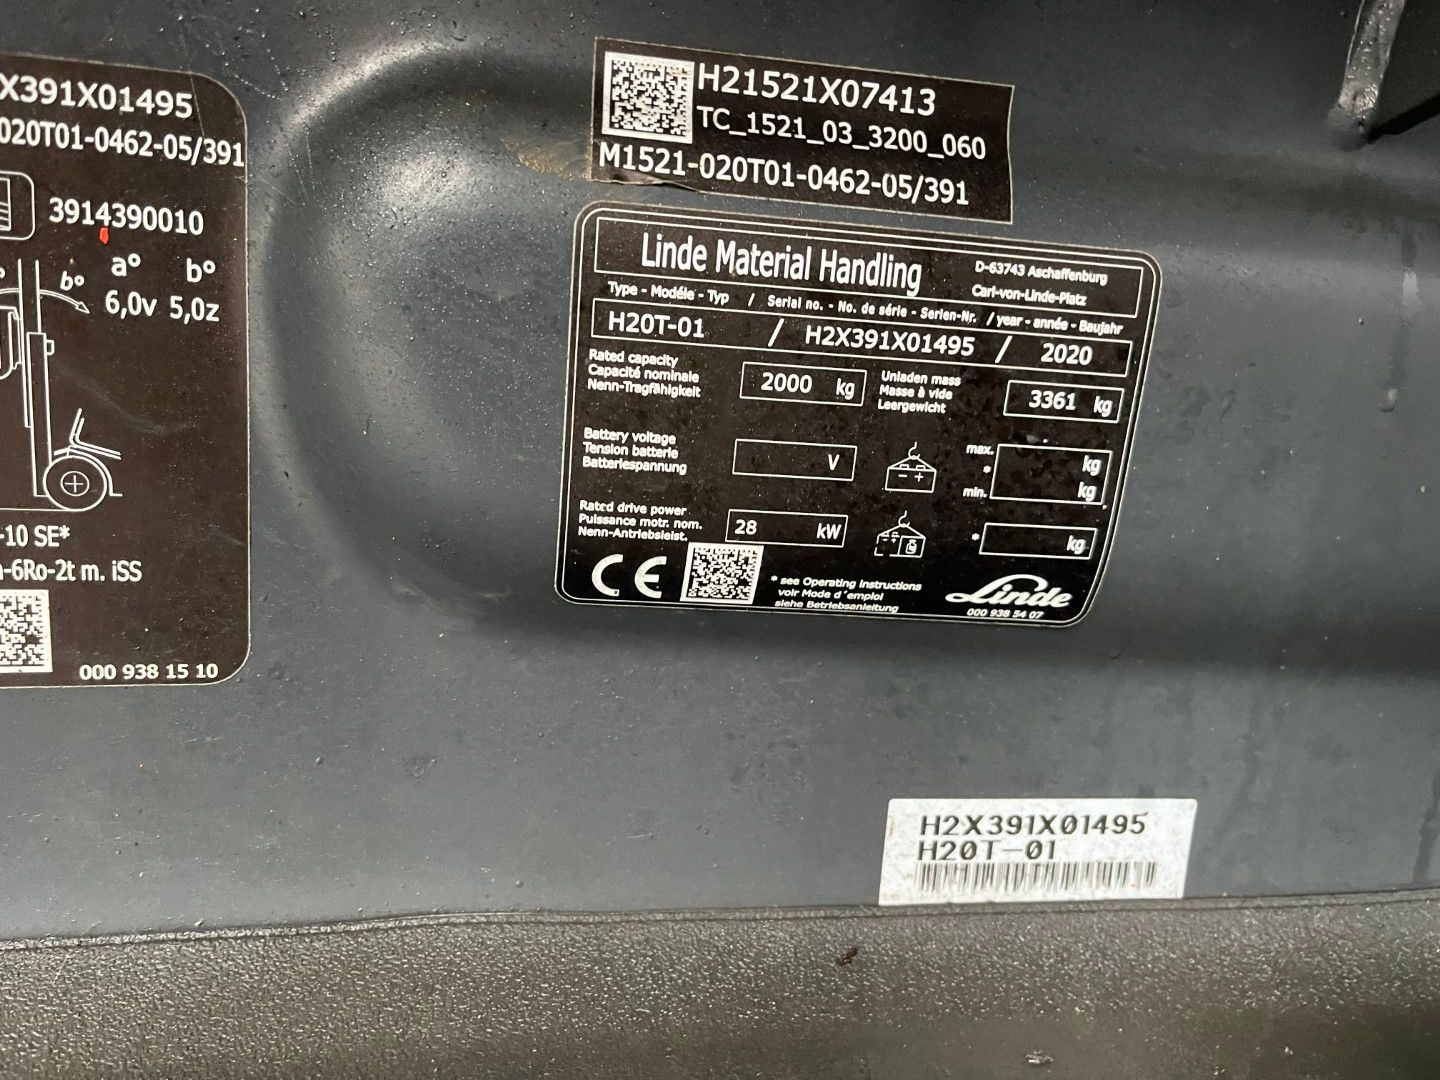 X391X01495
020T01-0462-05/391
3914390010
a° b°
b°
6,0v 5,0z
-10 SE*
-6Ro-2t m. iSS
000 938 15 10
H21521X07413
TC_1521_03_3200_060
M1521-020T01-0462-05/391
Linde Material Handling
D-63743 Aschaffenburg
Carl-von-Linde-Platz
Type - Modéle - Typ / Serial no. - No. de série - Serien-Nr. / year - année - Baujahr
H20T-01 / H2X391X01495 / 2020
Rated capacity
Capacité nominale
Nenn-Tragfähigkeit
2000 kg
Unladen mass
Masse à vide
Leergewicht
3361 kg
Battery voltage
Tension batterie
Batteriespannung
V
- +
max. kg
*
min. kg
Rated drive power
Puissance motr. nom.
Nenn-Antriebsleist.
28 kW
* kg
CE
* see Operating Instructions
voir Mode d´emploi
siehe Betriebsanleitung
Linde
000 938 54 07
H2X391X01495
H20T-01